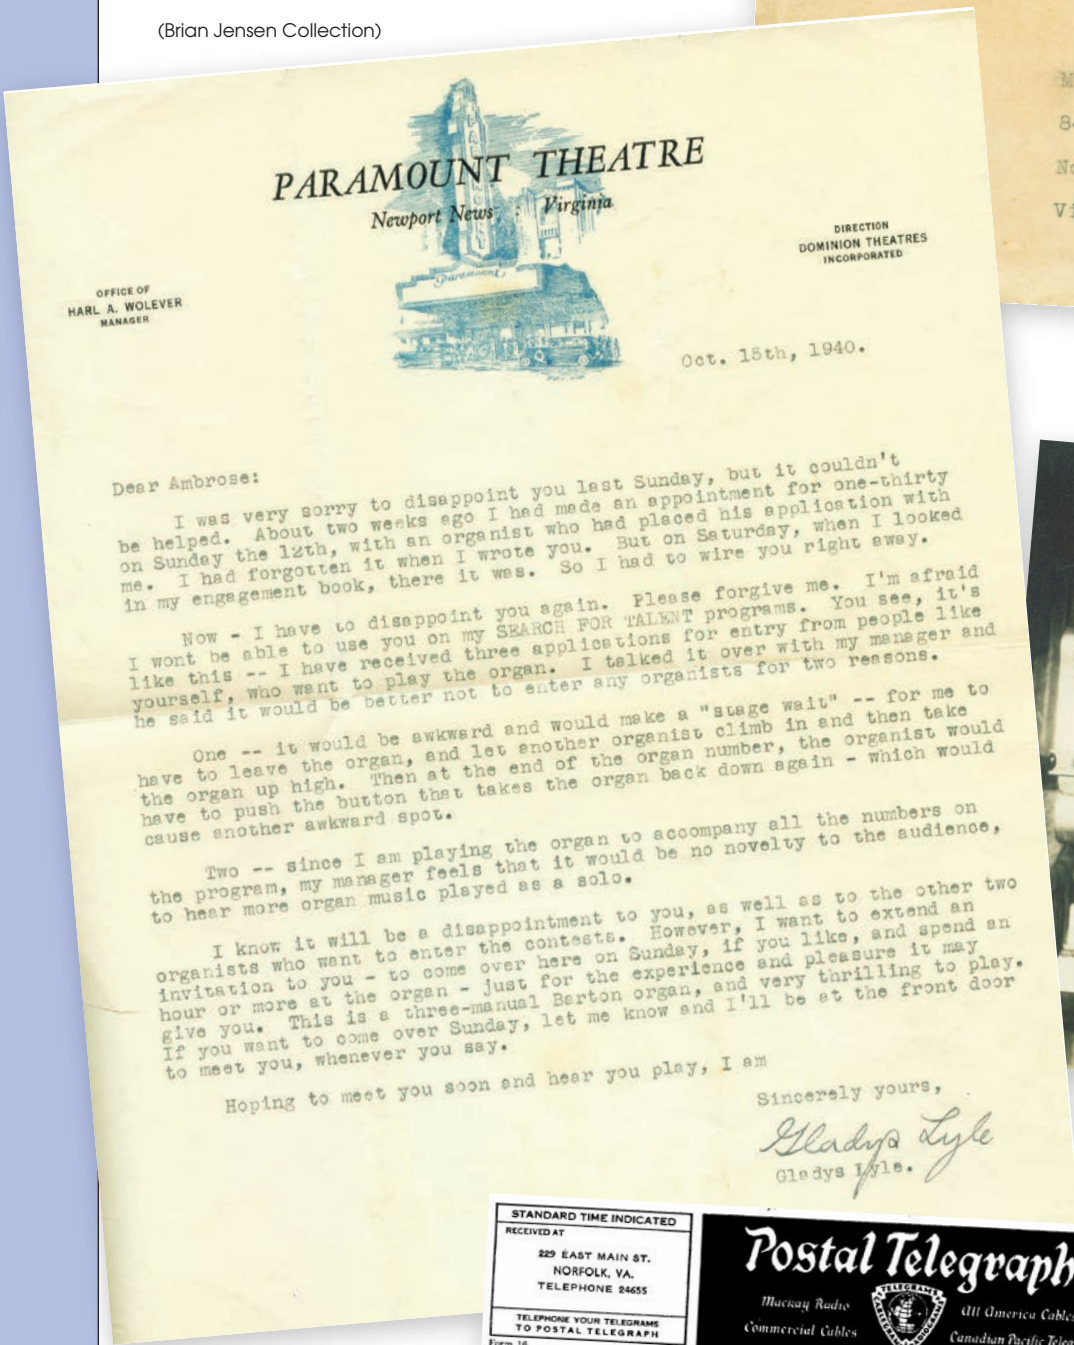 (Brian Jensen Collection)
PARAMOUNT
PARAMOUNT THEATRE
Newport News : Virginia
Paramount
DIRECTION
DOMINION THEATRES
INCORPORATED
OFFICE OF
HARL A. WOLEVER
MANAGER
Oct. 15th, 1940.
Dear Ambrose:
I was very sorry to disappoint you last Sunday, but it couldn't
be helped. About two weeks ago I had made an appointment for one-thirty
on Sunday the 12th, with an organist who had placed his application with
me. I had forgotten it when I wrote you. But on Saturday, when I looked
in my engagement book, there it was. So I had to wire you right away.
Now - I have to disappoint you again. Please forgive me. I'm afraid
I wont be able to use you on my SEARCH FOR TALENT programs. You see, it's
like this -- I have received three applications for entry from people like
yourself, who want to play the organ. I talked it over with my manager and
he said it would be better not to enter any organists for two reasons.
One -- it would be awkward and would make a "stage wait" -- for me to
have to leave the organ, and let another organist climb in and then take
the organ up high. Then at the end of the organ number, the organist would
have to push the button that takes the organ back down again - which would
cause another awkward spot.
Two -- since I am playing the organ to accompany all the numbers on
the program, my manager feels that it would be no novelty to the audience,
to hear more organ music played as a solo.
I know it will be a disappointment to you, as well as to the other two
organists who want to enter the contests. However, I want to extend an
invitation to you - to come over here on Sunday, if you like, and spend an
hour or more at the organ - just for the experience and pleasure it may
give you. This is a three-manual Barton organ, and very thrilling to play.
If you want to come over Sunday, let me know and I'll be at the front door
to meet you, whenever you say.
Hoping to meet you soon and hear you play, I am
Sincerely yours,
Gladys Lyle
Gladys Lyle.
STANDARD TIME INDICATED
RECEIVED AT
229 EAST MAIN ST.
NORFOLK, VA.
TELEPHONE 24655
TELEPHONE YOUR TELEGRAMS
TO POSTAL TELEGRAPH
Form 16
Postal Telegraph
Mackay Radio
Commercial Cables
TELEGRAMS
All America Cables
Canadian Pacific